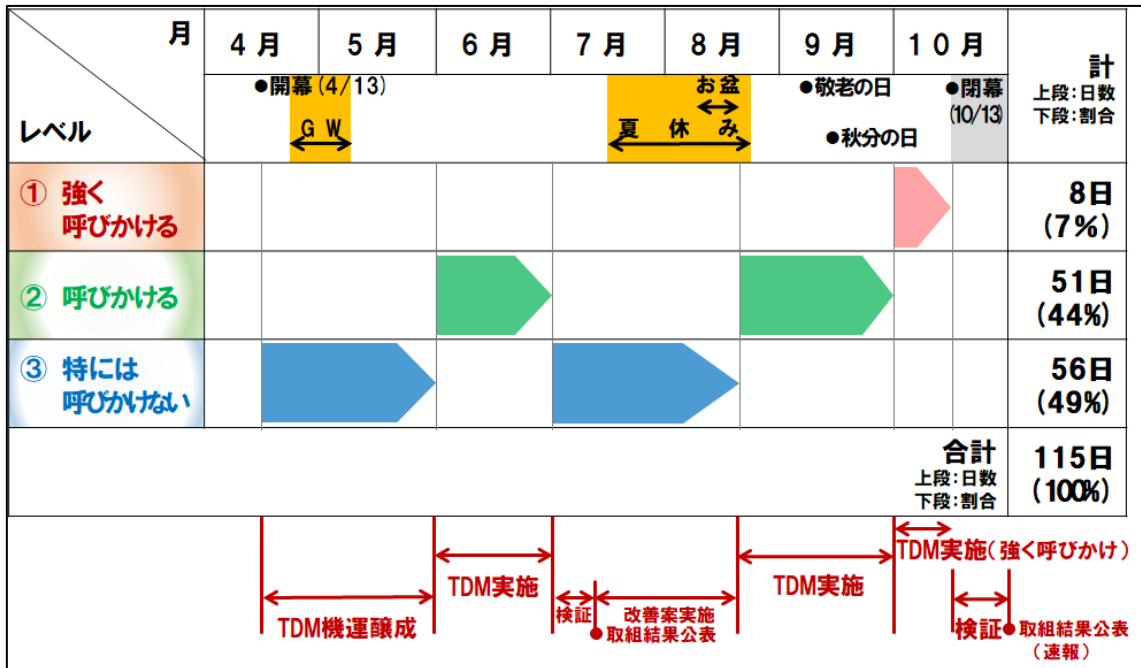 月
レベル
4月
5月
6月
7月
8月
9月
10月
計
上段:日数
下段:割合
●開幕(4/13)
GW
お盆
夏休み
●敬老の日
●秋分の日
●閉幕
(10/13)
① 強く
呼びかける
8日
(7%)
② 呼びかける
51日
(44%)
③ 特には
呼びかけない
56日
(49%)
合計
上段:日数
下段:割合
115日
(100%)
TDM機運醸成
TDM実施
検証
改善案実施
●取組結果公表
TDM実施
TDM実施(強く呼びかけ)
検証
●取組結果公表
(速報)